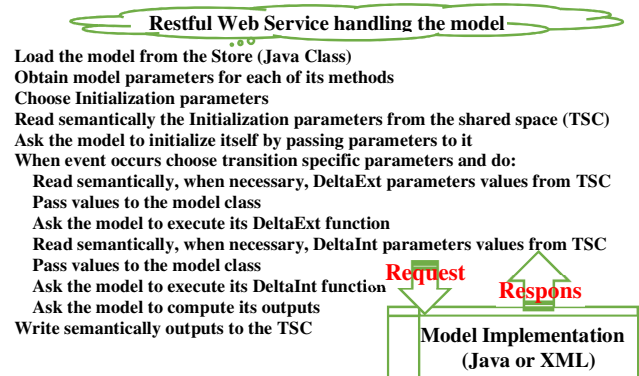 Restful Web Service handling the model
Load the model from the Store (Java Class)
Obtain model parameters for each of its methods
Choose Initialization parameters
Read semantically the Initialization parameters from the shared space (TSC)
Ask the model to initialize itself by passing parameters to it
When event occurs choose transition specific parameters and do:
Read semantically, when necessary, DeltaExt parameters values from TSC
Pass values to the model class
Ask the model to execute its DeltaExt function
Read semantically, when necessary, DeltaInt parameters values from TSC
Pass values to the model class
Ask the model to execute its DeltaInt function
Ask the model to compute its outputs
Write semantically outputs to the TSC
Request
Respons
Model Implementation
(Java or XML)